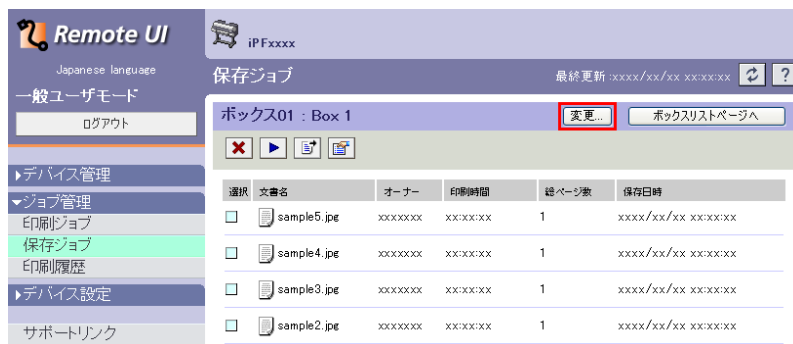 Remote UI
Japanese language
一般ユーザモード
ログアウト
▶デバイス管理
▼ジョブ管理
印刷ジョブ
保存ジョブ
印刷履歴
▶デバイス設定
サポートリンク
iPFxxxx
保存ジョブ
最終更新:xxxx/xx/xx xx:xx:xx
?
ボックス01 : Box 1
変更...
ボックスリストページへ
選択 文書名 オーナー 印刷時間 総ページ数 保存日時
sample5.jpg xxxxxxx xx:xx:xx 1 xxxx/xx/xx xx:xx:xx
sample4.jpg xxxxxxx xx:xx:xx 1 xxxx/xx/xx xx:xx:xx
sample3.jpg xxxxxxx xx:xx:xx 1 xxxx/xx/xx xx:xx:xx
sample2.jpg xxxxxxx xx:xx:xx 1 xxxx/xx/xx xx:xx:xx